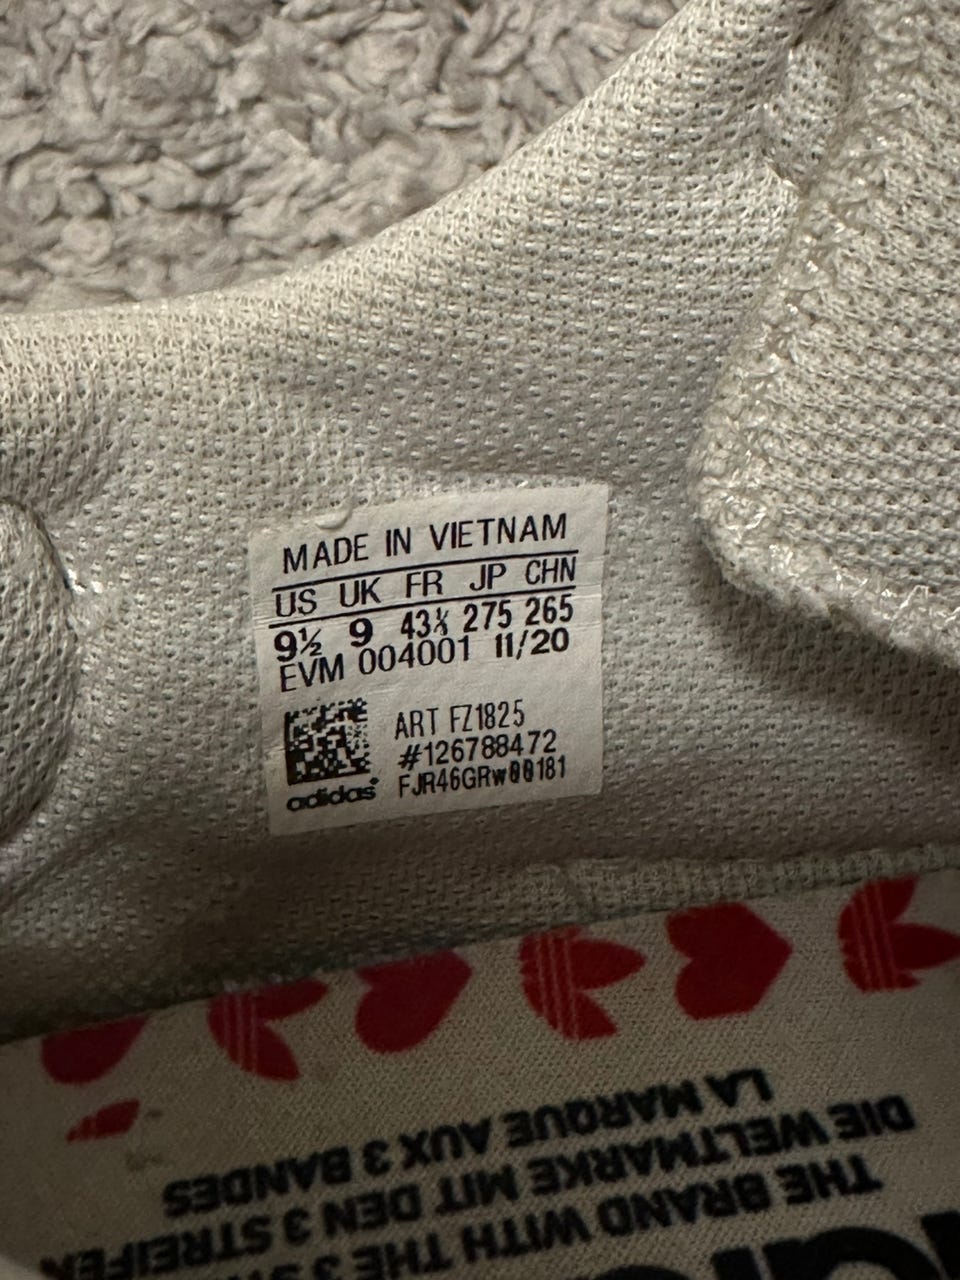 MADE IN VIETNAM
US UK FR JP CHN
9½ 9 43⅓ 275 265
EVM 004001 11/20
ART FZ1825
#126788472
FJR46GRw00181
adidas
LA MARQUE AUX 3 BANDES
DIE WELTMARKE MIT DEN 3 STREIFEN
THE BRAND WITH THE 3